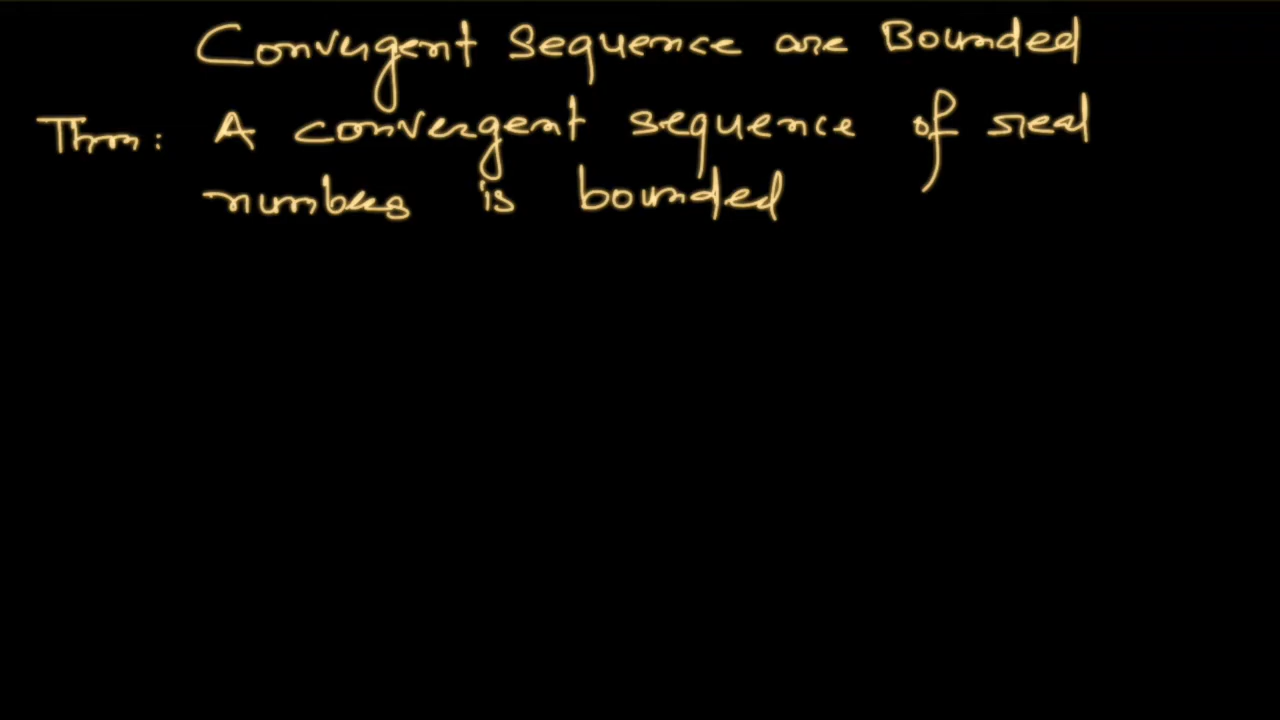 Convergent Sequence are Bounded
Thm: A convergent sequence of real
numbers is bounded